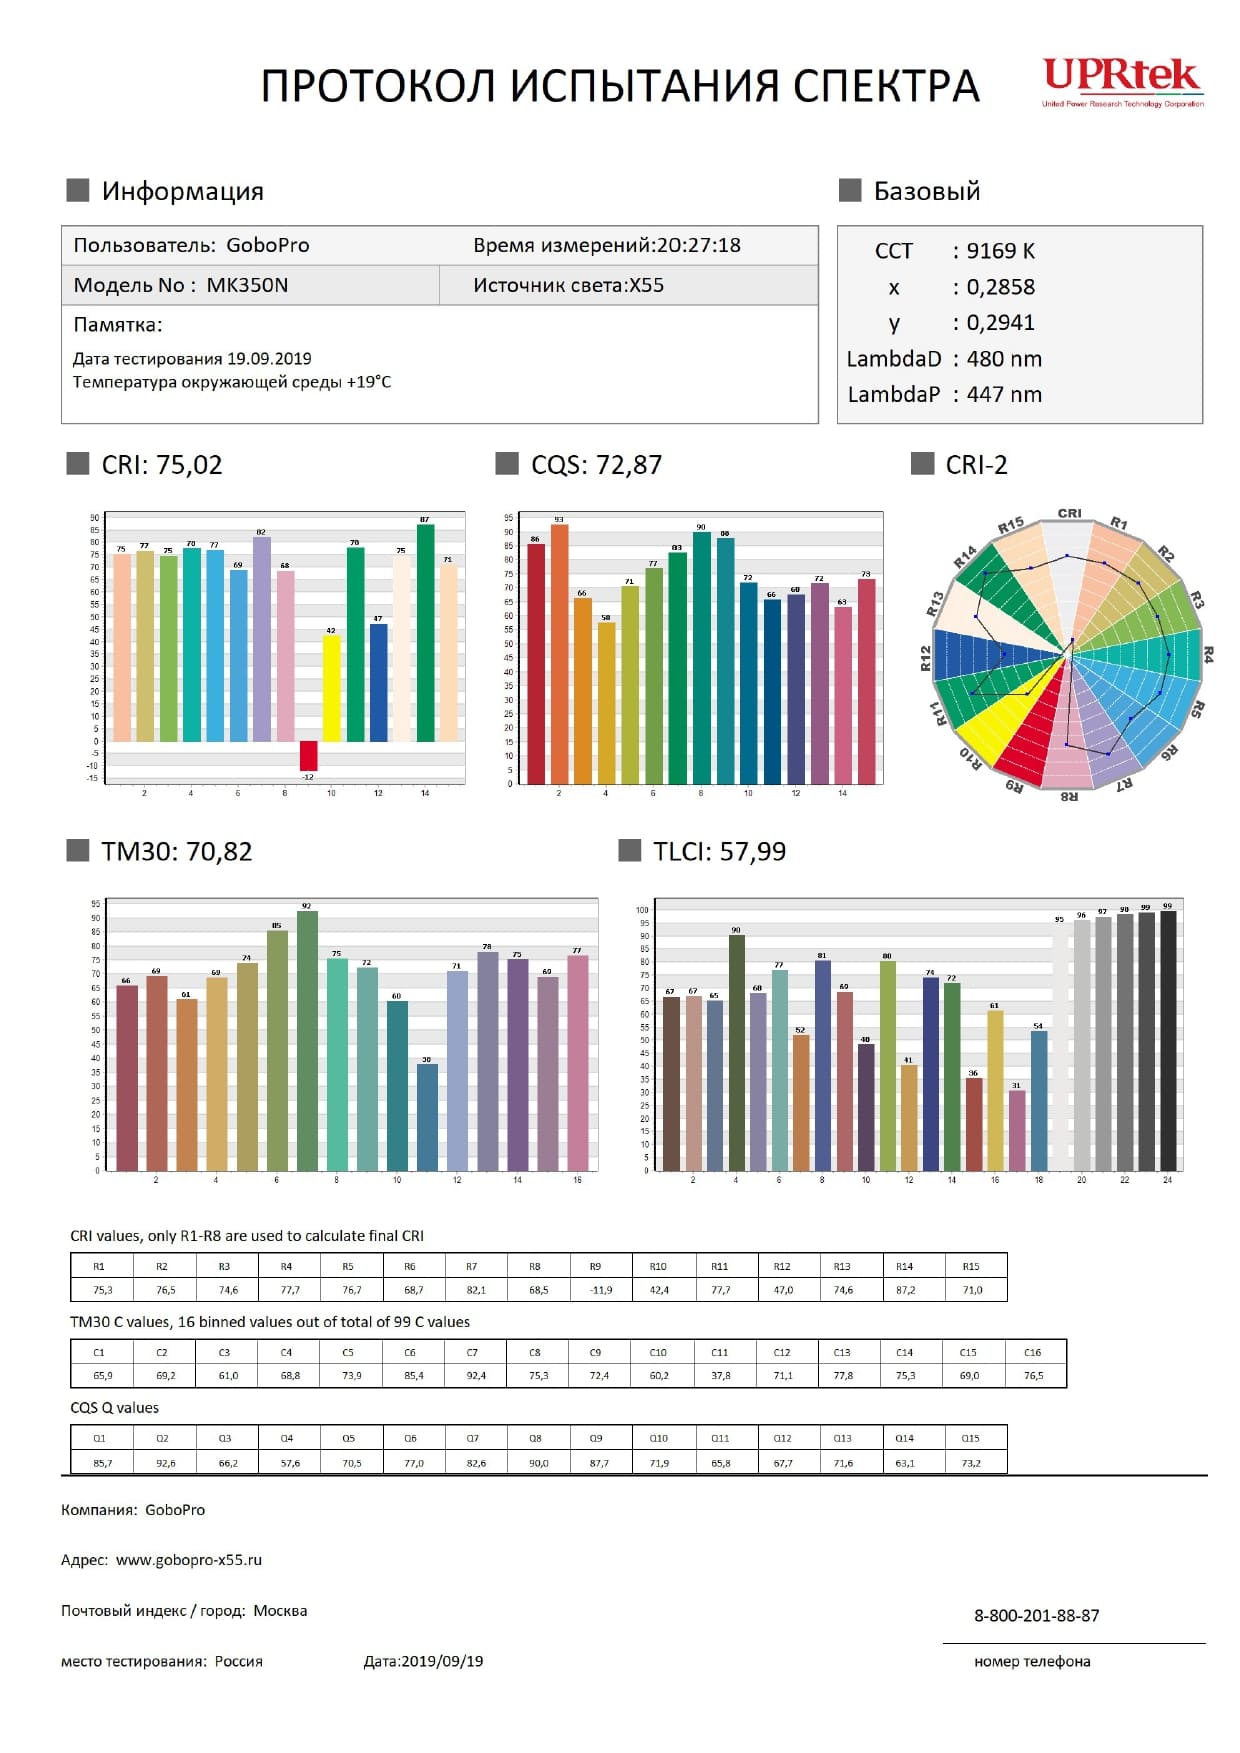 ПРОТОКОЛ ИСПЫТАНИЯ СПЕКТРА
UPRtek
United Power Research Technology Corporation
Информация
Пользователь: GoboPro Время измерений:20:27:18
Модель No : MK350N Источник света:X55
Памятка:
Дата тестирования 19.09.2019
Температура окружающей среды +19°C
Базовый
CCT : 9169 K
x : 0,2858
y : 0,2941
LambdaD : 480 nm
LambdaP : 447 nm
CRI: 75,02
90
85
80
75
70
65
60
55
50
45
40
35
30
25
20
15
10
5
0
-5
-10
-15
75 77 75 78 77 69 82 68 -12 42 78 47 75 87 71
2 4 6 8 10 12 14
CQS: 72,87
95
90
85
80
75
70
65
60
55
50
45
40
35
30
25
20
15
10
5
0
86 93 66 58 71 77 83 90 88 72 66 68 72 63 73
2 4 6 8 10 12 14
CRI-2
CRI R1 R2 R3 R4 R5 R6 R7 R8 R9 R10 R11 R12 R13 R14 R15
TM30: 70,82
95
90
85
80
75
70
65
60
55
50
45
40
35
30
25
20
15
10
5
0
66 69 61 69 74 85 92 75 72 60 38 71 78 75 69 77
2 4 6 8 10 12 14 16
TLCI: 57,99
100
95
90
85
80
75
70
65
60
55
50
45
40
35
30
25
20
15
10
5
0
67 67 65 90 68 77 52 81 69 48 80 41 74 72 36 61 31 54 95 96 97 98 99 99
2 4 6 8 10 12 14 16 18 20 22 24
CRI values, only R1-R8 are used to calculate final CRI
R1 R2 R3 R4 R5 R6 R7 R8 R9 R10 R11 R12 R13 R14 R15
75,3 76,5 74,6 77,7 76,7 68,7 82,1 68,5 -11,9 42,4 77,7 47,0 74,6 87,2 71,0
TM30 C values, 16 binned values out of total of 99 C values
C1 C2 C3 C4 C5 C6 C7 C8 C9 C10 C11 C12 C13 C14 C15 C16
65,9 69,2 61,0 68,8 73,9 85,4 92,4 75,3 72,4 60,2 37,8 71,1 77,8 75,3 69,0 76,5
CQS Q values
Q1 Q2 Q3 Q4 Q5 Q6 Q7 Q8 Q9 Q10 Q11 Q12 Q13 Q14 Q15
85,7 92,6 66,2 57,6 70,5 77,0 82,6 90,0 87,7 71,9 65,8 67,7 71,6 63,1 73,2
Компания: GoboPro
Адрес: www.gobopro-x55.ru
Почтовый индекс / город: Москва
8-800-201-88-87
место тестирования: Россия Дата:2019/09/19
номер телефона